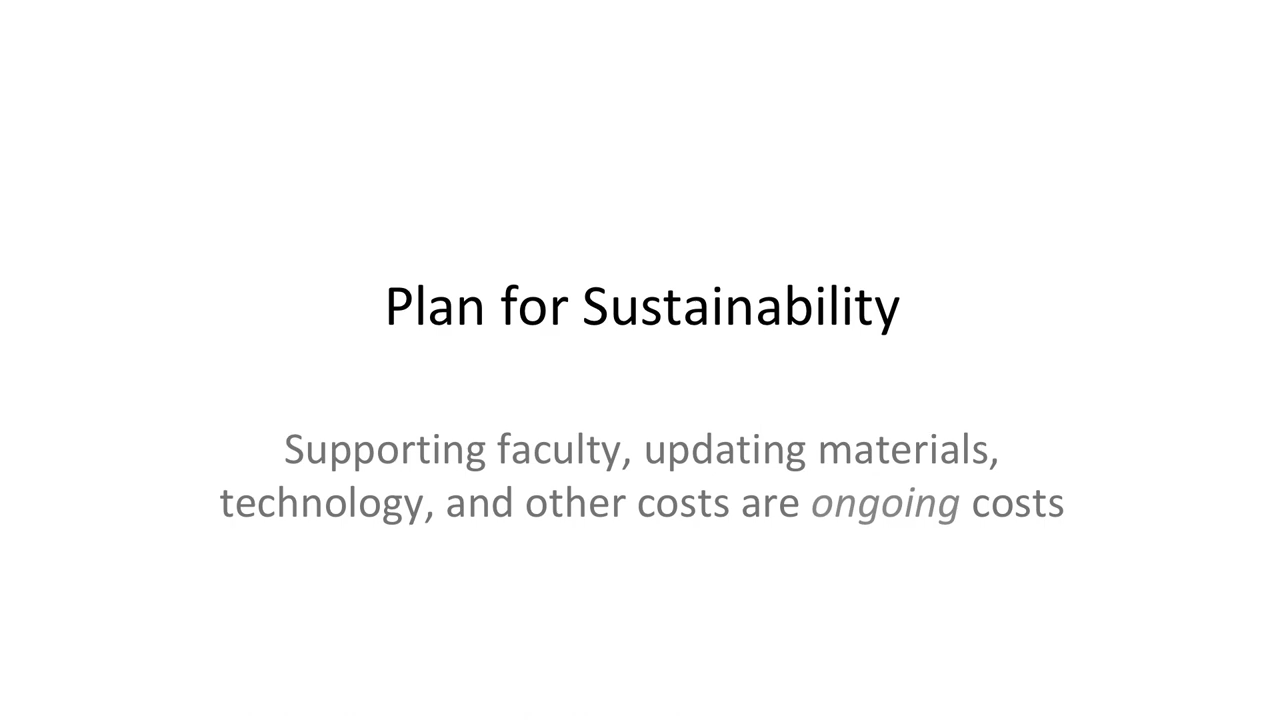 Plan for Sustainability
Supporting faculty, updating materials,
technology, and other costs are ongoing costs